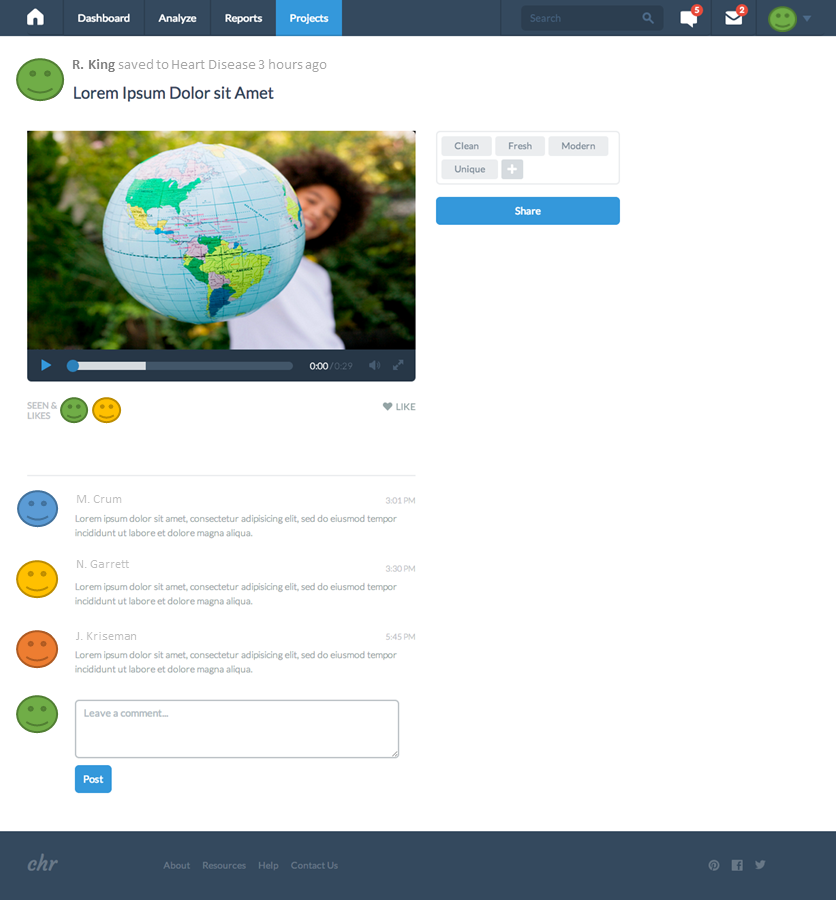 Dashboard Analyze Reports Projects Search 5 2
R. King saved to Heart Disease 3 hours ago
Lorem Ipsum Dolor sit Amet
Clean Fresh Modern
Unique
Share
SOUTH AMERICA
0:00 / 0:29
SEEN &
LIKES
LIKE
M. Crum 3:01 PM
Lorem ipsum dolor sit amet, consectetur adipisicing elit, sed do eiusmod tempor
incididunt ut labore et dolore magna aliqua.
N. Garrett 3:30 PM
Lorem ipsum dolor sit amet, consectetur adipisicing elit, sed do eiusmod tempor
incididunt ut labore et dolore magna aliqua.
J. Kriseman 5:45 PM
Lorem ipsum dolor sit amet, consectetur adipisicing elit, sed do eiusmod tempor
incididunt ut labore et dolore magna aliqua.
Leave a comment...
Post
chr About Resources Help Contact Us